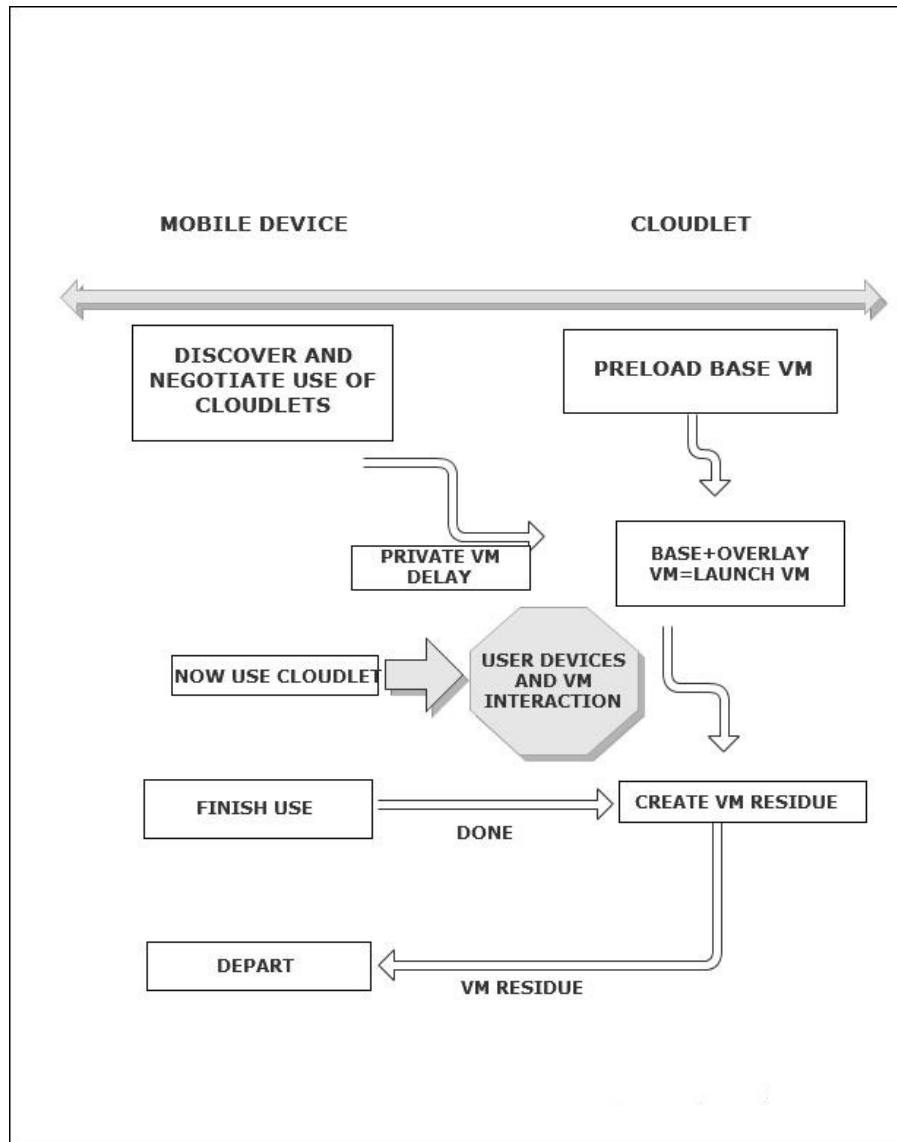 MOBILE DEVICE
CLOUDLET
DISCOVER AND
NEGOTIATE USE OF
CLOUDLETS
PRELOAD BASE VM
PRIVATE VM
DELAY
BASE+OVERLAY
VM=LAUNCH VM
NOW USE CLOUDLET
USER DEVICES
AND VM
INTERACTION
FINISH USE
DONE
CREATE VM RESIDUE
DEPART
VM RESIDUE